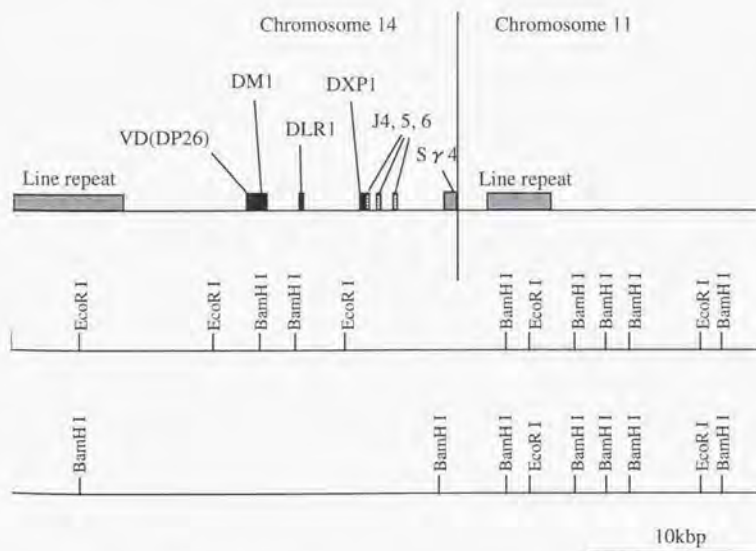 Chromosome 14
Chromosome 11
DM1
DXP1
VD(DP26)
DLR1
J4, 5, 6
S γ 4
Line repeat
Line repeat
EcoR I
EcoR I
BamH I
BamH I
EcoR I
BamH I
EcoR I
BamH I
BamH I
BamH I
EcoR I
BamH I
BamH I
BamH I
BamH I
EcoR I
BamH I
BamH I
BamH I
EcoR I
BamH I
10kbp